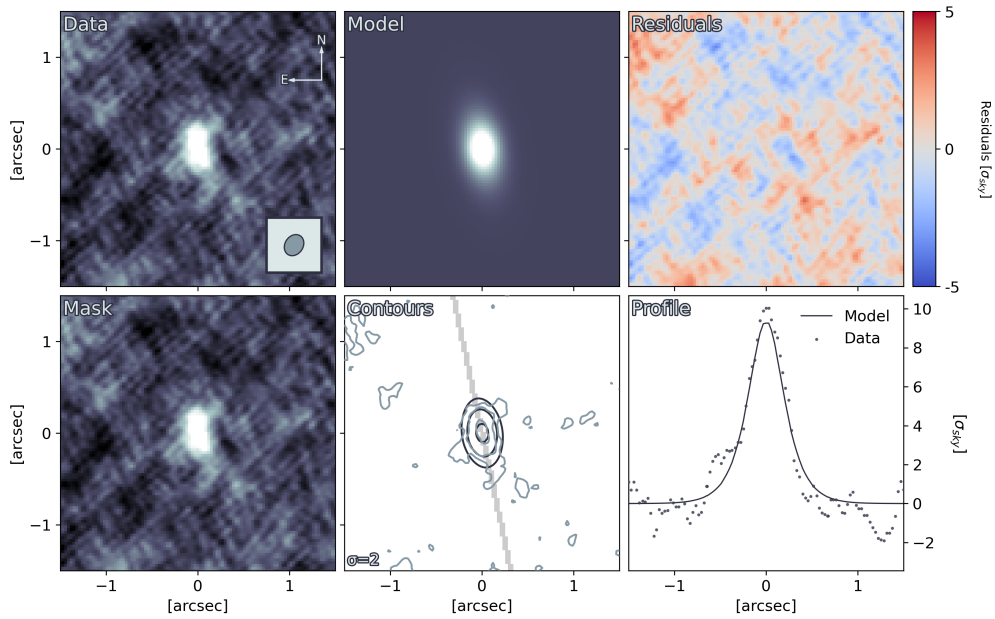 Data
N
E
1
0
−1
[arcsec]
Model
Residuals
5
0
-5
Residuals [σsky]
Mask
1
0
−1
[arcsec]
−1
0
1
[arcsec]
Contours
σ=2
−1
0
1
[arcsec]
Profile
Model
Data
10
8
6
4
2
0
−2
[σsky]
−1
0
1
[arcsec]